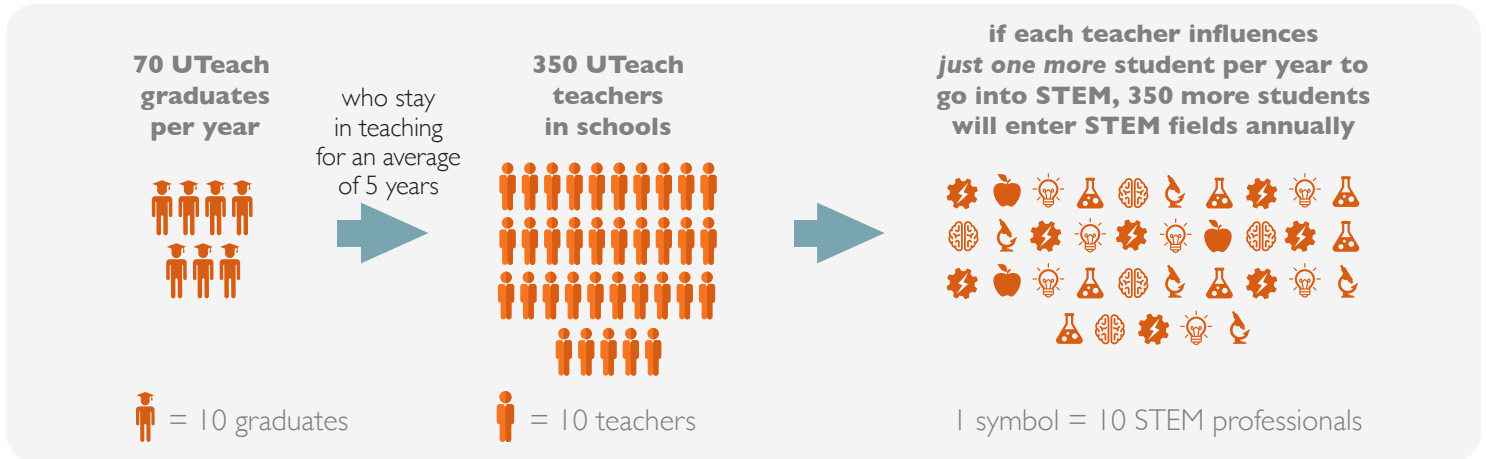 70 UTeach
graduates
per year
who stay
in teaching
for an average
of 5 years
350 UTeach
teachers
in schools
if each teacher influences
just one more student per year to
go into STEM, 350 more students
will enter STEM fields annually
= 10 graduates
= 10 teachers
1 symbol = 10 STEM professionals